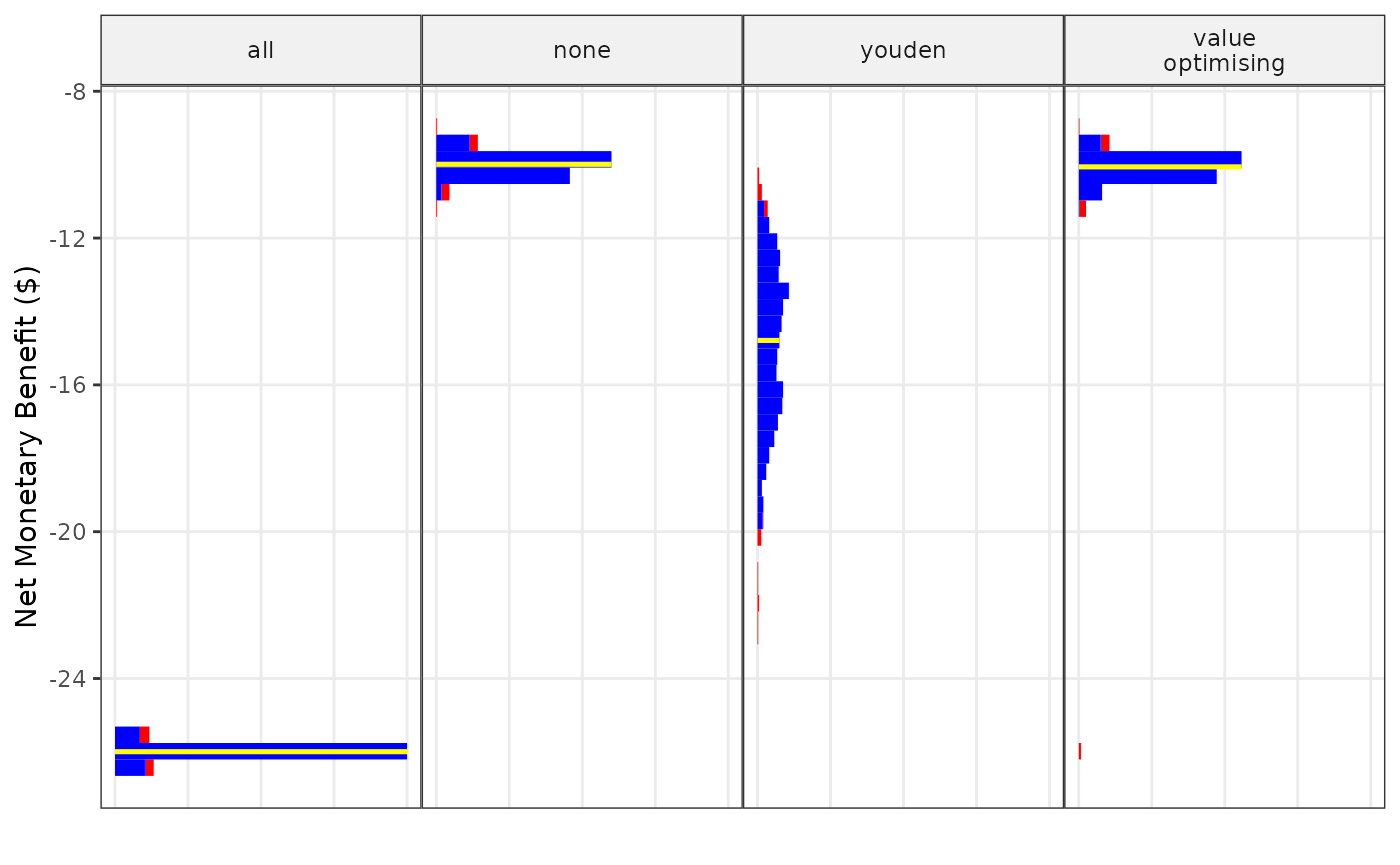 all
none
youden
value
optimising
Net Monetary Benefit ($)
-8
-12
-16
-20
-24